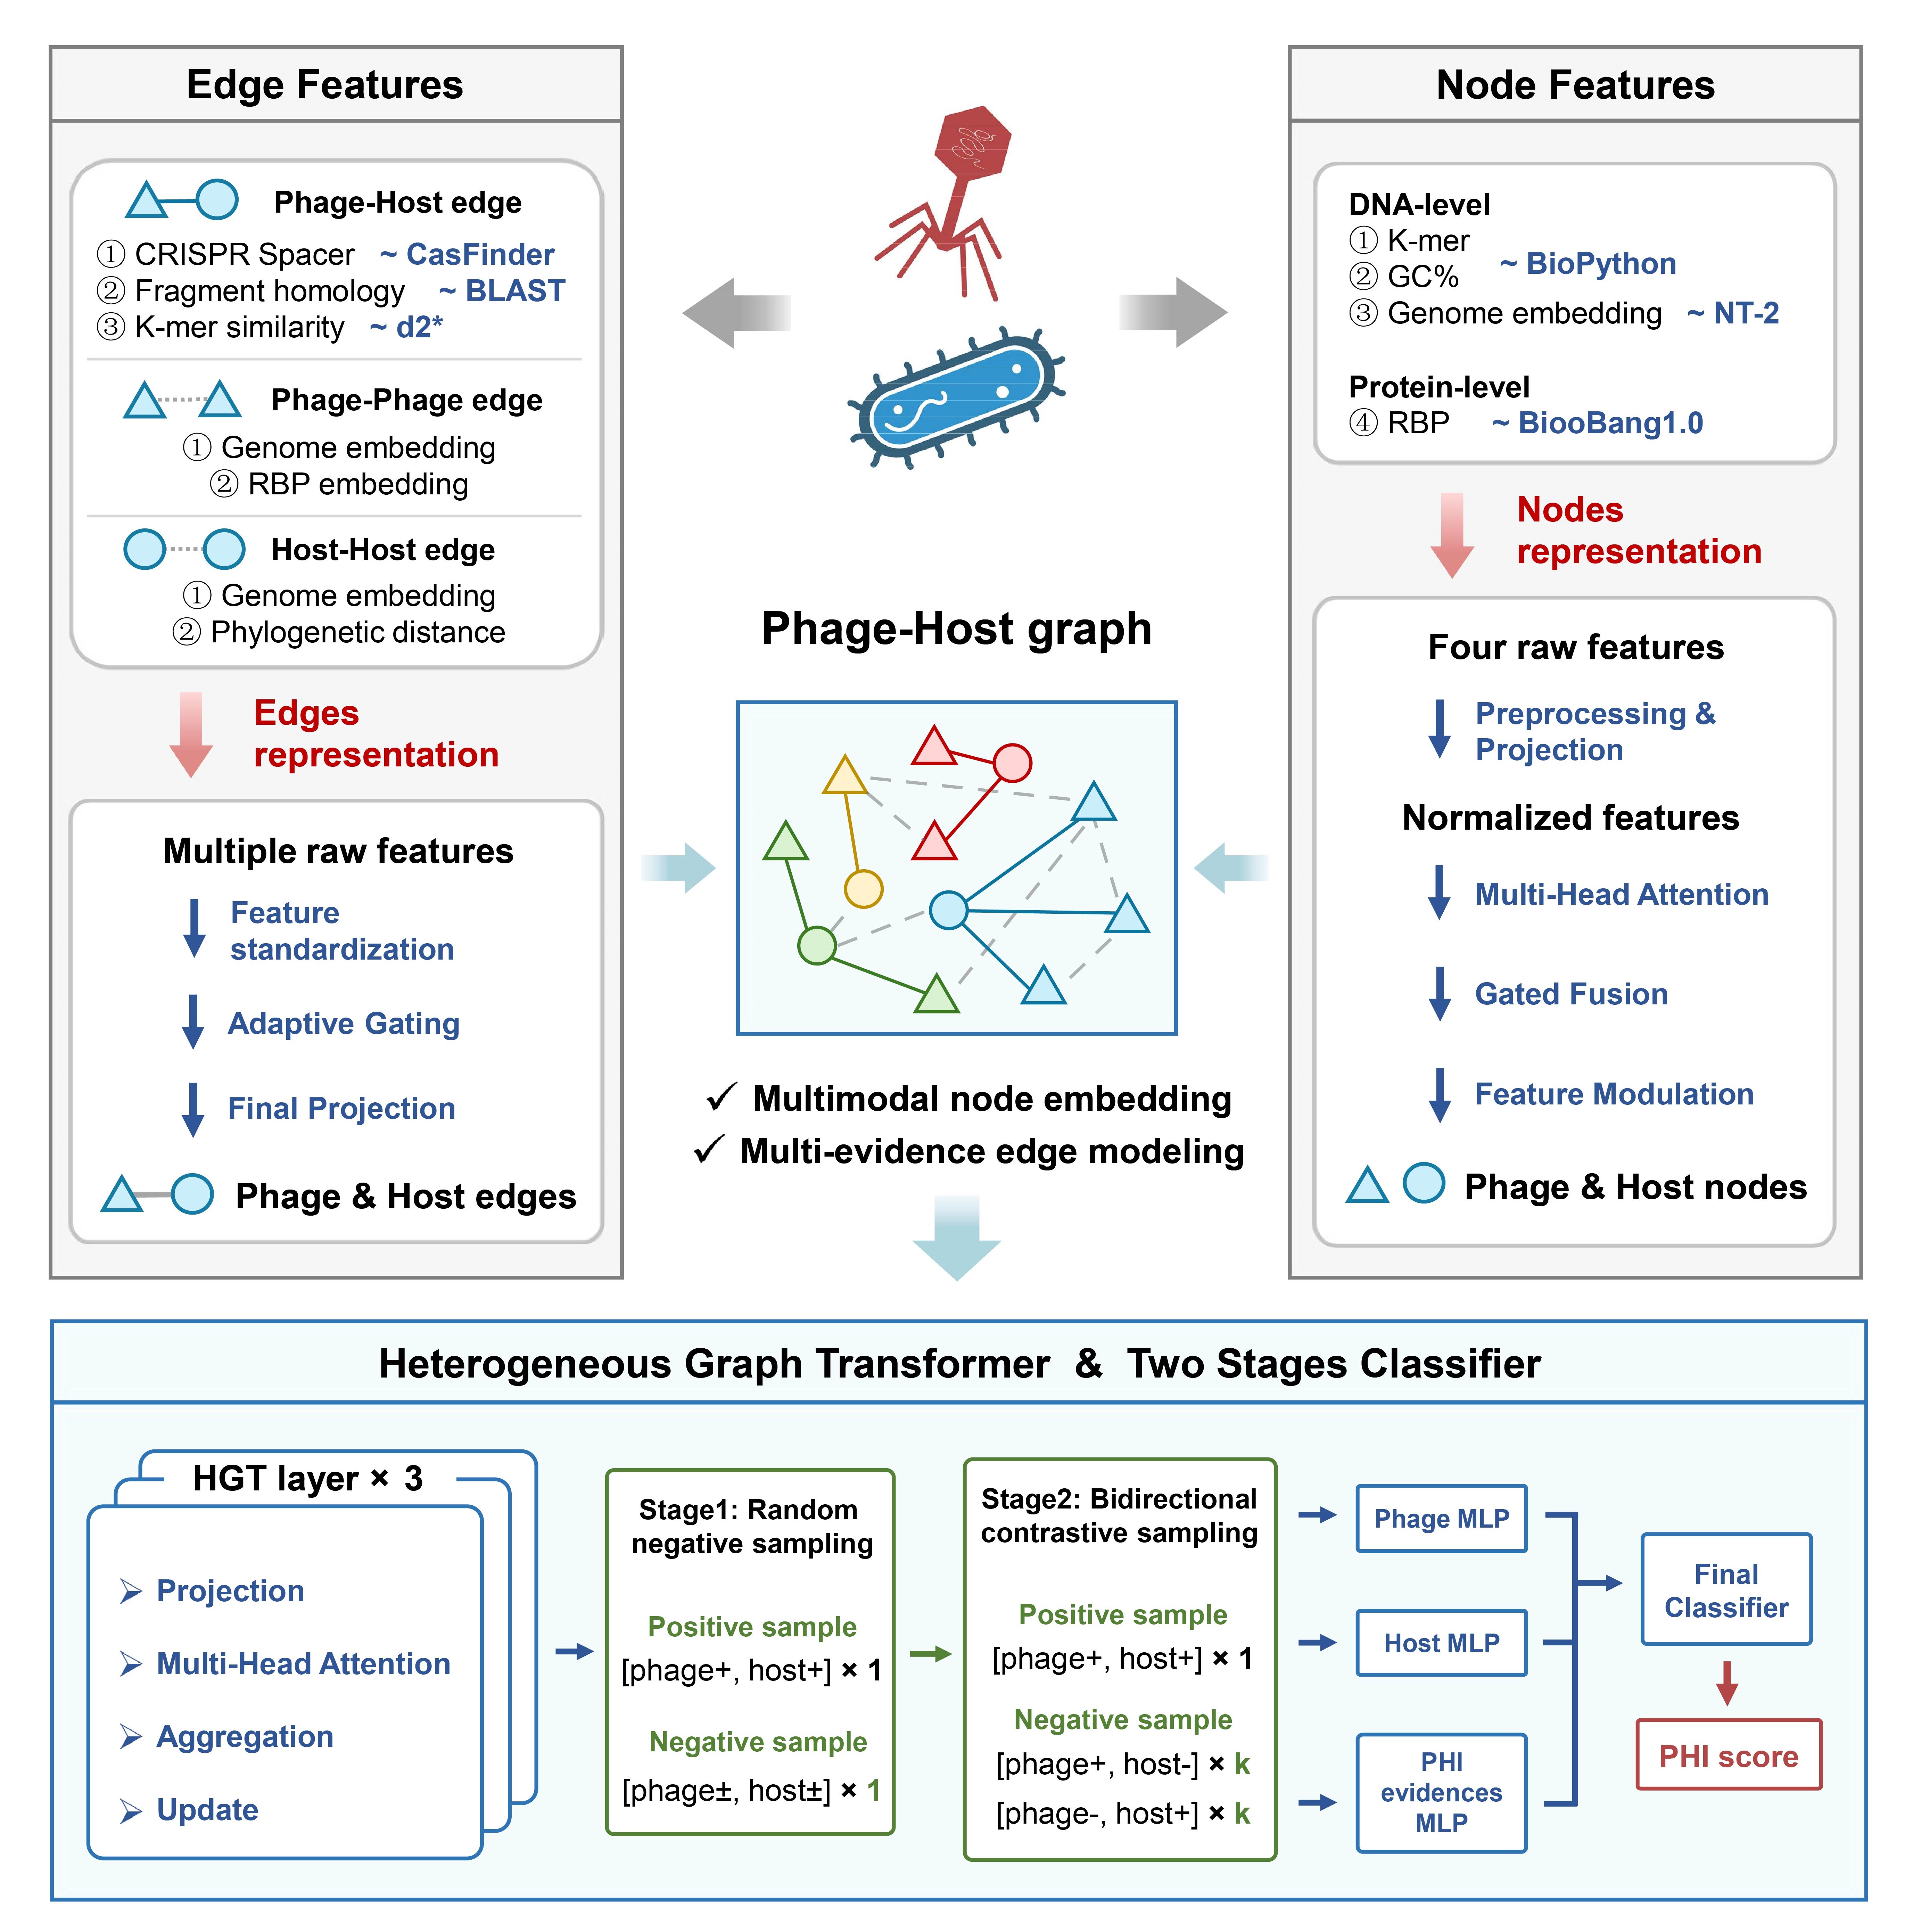 Edge Features
Phage-Host edge
① CRISPR Spacer ~ CasFinder
② Fragment homology ~ BLAST
③ K-mer similarity ~ d2*
Phage-Phage edge
① Genome embedding
② RBP embedding
Host-Host edge
① Genome embedding
② Phylogenetic distance
Edges
representation
Multiple raw features
Feature
standardization
Adaptive Gating
Final Projection
Phage & Host edges
Phage-Host graph
✓ Multimodal node embedding
✓ Multi-evidence edge modeling
Node Features
DNA-level
① K-mer
② GC%
~ BioPython
③ Genome embedding ~ NT-2
Protein-level
④ RBP ~ BiooBang1.0
Nodes
representation
Four raw features
Preprocessing &
Projection
Normalized features
Multi-Head Attention
Gated Fusion
Feature Modulation
Phage & Host nodes
Heterogeneous Graph Transformer & Two Stages Classifier
HGT layer × 3
Projection
Multi-Head Attention
Aggregation
Update
Stage1: Random
negative sampling
Positive sample
[phage+, host+] × 1
Negative sample
[phage±, host±] × 1
Stage2: Bidirectional
contrastive sampling
Positive sample
[phage+, host+] × 1
Negative sample
[phage+, host-] × k
[phage-, host+] × k
Phage MLP
Host MLP
PHI
evidences
MLP
Final
Classifier
PHI score